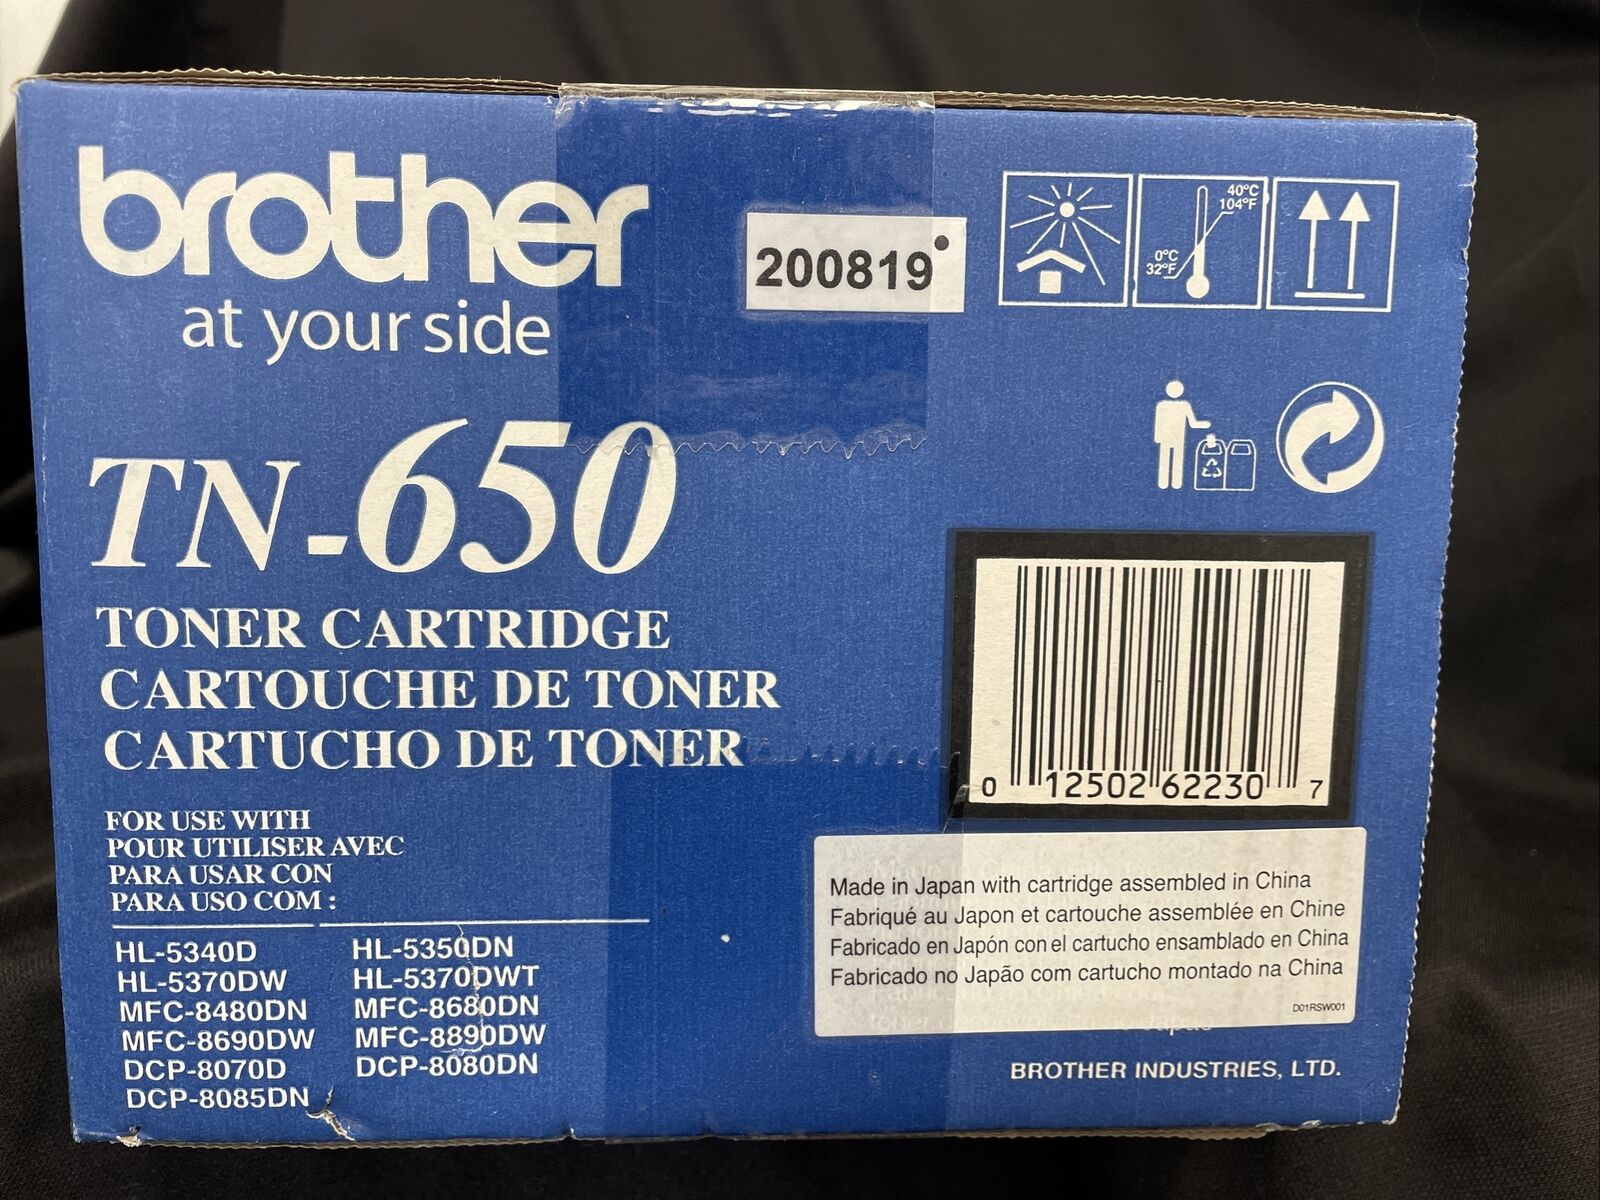 brother
at your side
200819
40°C
104°F
0°C
32°F
TN-650
TONER CARTRIDGE
CARTOUCHE DE TONER
CARTUCHO DE TONER
0 12502 62230 7
FOR USE WITH
POUR UTILISER AVEC
PARA USAR CON
PARA USO COM :
HL-5340D HL-5350DN
HL-5370DW HL-5370DWT
MFC-8480DN MFC-8680DN
MFC-8690DW MFC-8890DW
DCP-8070D DCP-8080DN
DCP-8085DN
Made in Japan with cartridge assembled in China
Fabriqué au Japon et cartouche assemblée en Chine
Fabricado en Japón con el cartucho ensamblado en China
Fabricado no Japão com cartucho montado na China
D01RSW001
BROTHER INDUSTRIES, LTD.